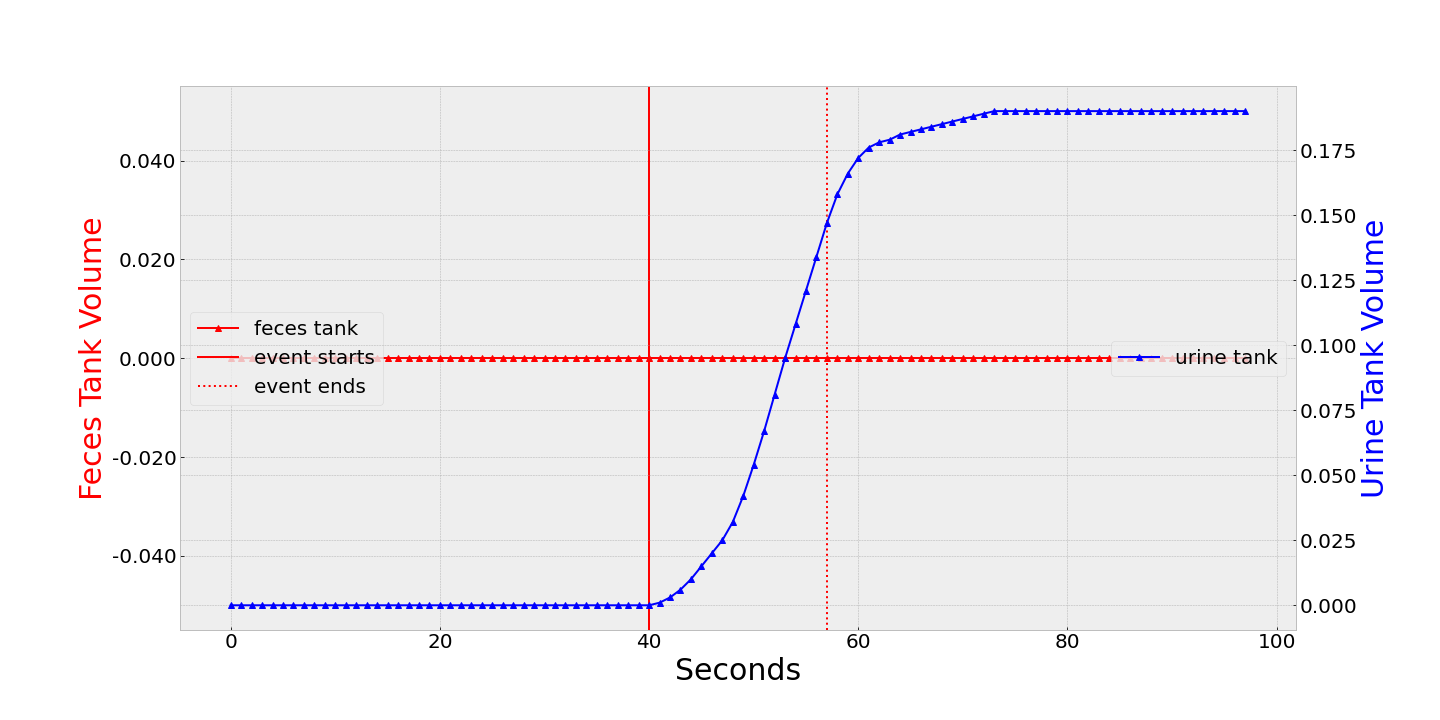 Feces Tank Volume
0.040
0.020
0.000
-0.020
-0.040
feces tank
event starts
event ends
urine tank
0.175
0.150
0.125
0.100
0.075
0.050
0.025
0.000
Urine Tank Volume
0 20 40 60 80 100
Seconds